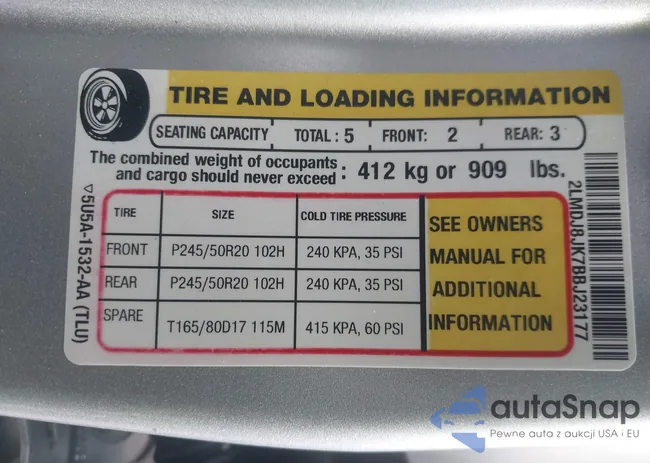 TIRE AND LOADING INFORMATION
SEATING CAPACITY TOTAL: 5 FRONT: 2 REAR: 3
The combined weight of occupants
and cargo should never exceed : 412 kg or 909 lbs.
TIRE SIZE COLD TIRE PRESSURE
FRONT P245/50R20 102H 240 KPA, 35 PSI
REAR P245/50R20 102H 240 KPA, 35 PSI
SPARE T165/80D17 115M 415 KPA, 60 PSI
SEE OWNERS
MANUAL FOR
ADDITIONAL
INFORMATION
▽5U5A-1532-AA (TLU)
2LMDJ8JK7BBJ23177
autaSnap
Pewne auta z aukcji USA i EU